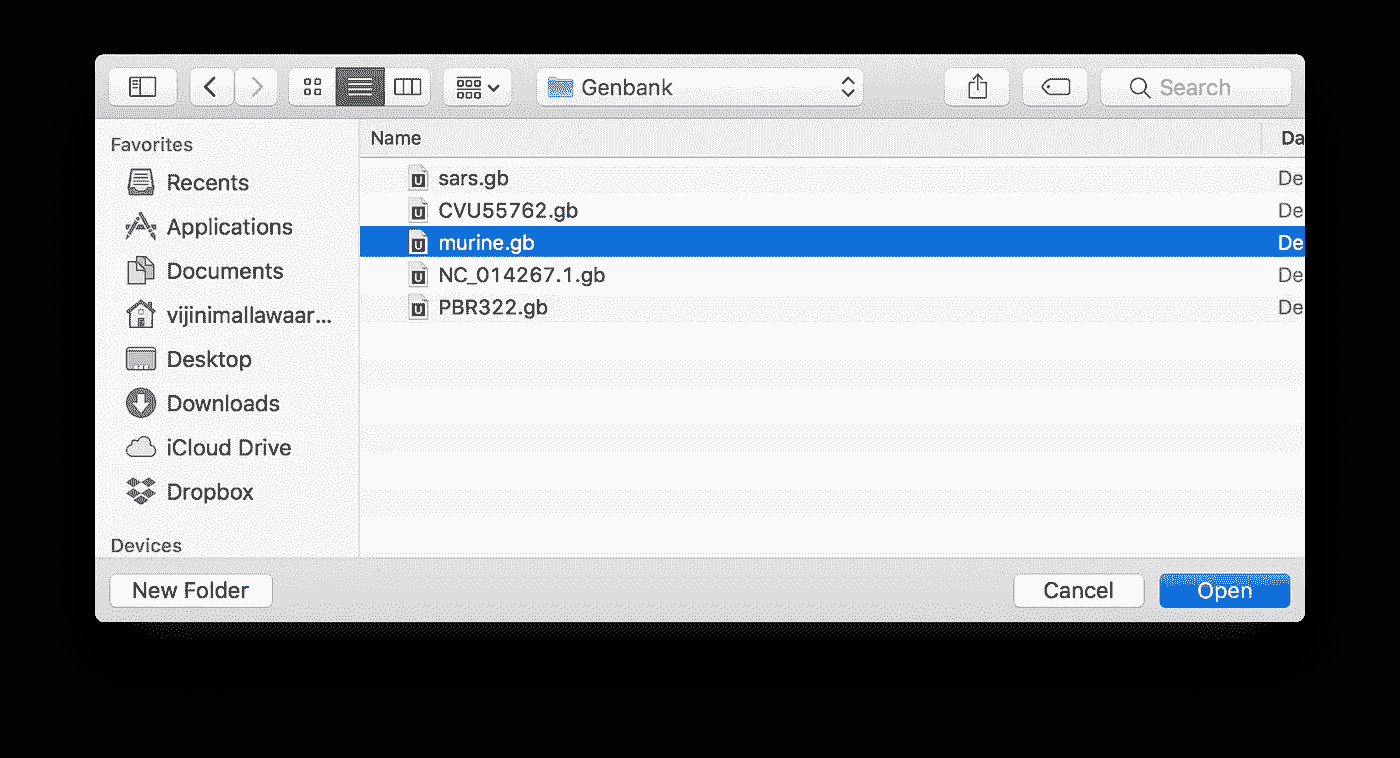 Genbank
Search
Favorites
Recents
Applications
Documents
vijinimallawaar...
Desktop
Downloads
iCloud Drive
Dropbox
Devices
Name Da
sars.gb De
CVU55762.gb De
murine.gb De
NC_014267.1.gb De
PBR322.gb De
New Folder Cancel Open